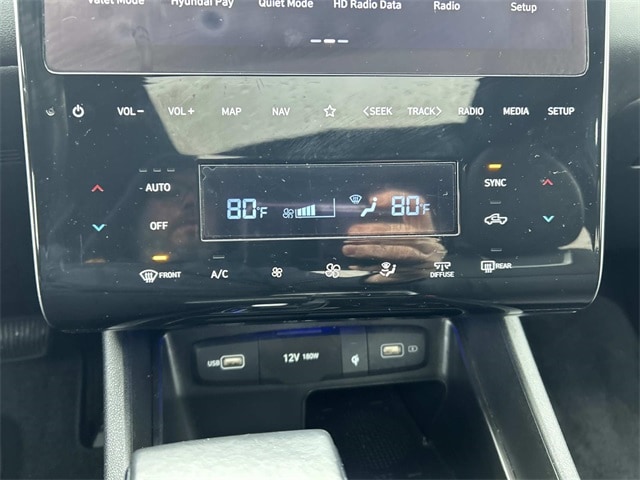 Valet Mode Hyundai Pay Quiet Mode HD Radio Data Radio Setup
VOL− VOL+ MAP NAV <SEEK TRACK> RADIO MEDIA SETUP
AUTO 80°F 80°F SYNC
OFF
FRONT A/C DIFFUSE REAR
USB 12V 180W